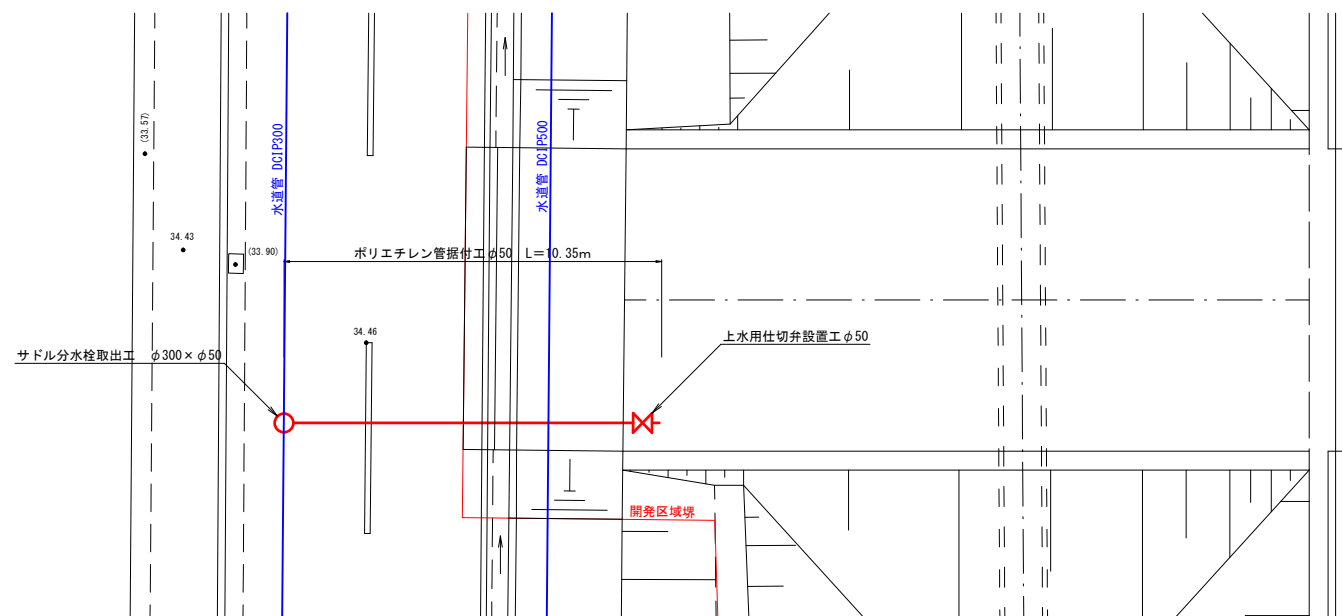 (33.57)
水道管 DCIP300
水道管 DCIP500
34.43
(33.90)
ポリエチレン管据付工φ50 L=10.35m
34.46
サドル分水栓取出工 φ300×φ50
上水用仕切弁設置工φ50
開発区域堺